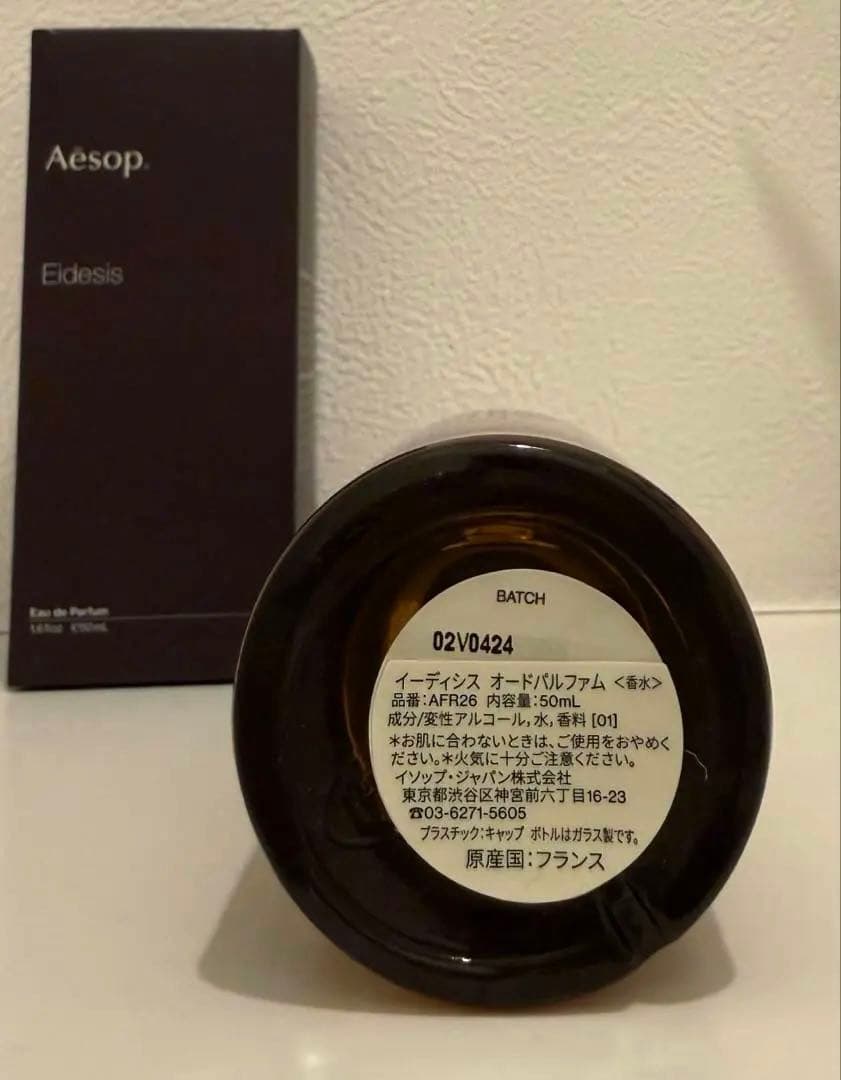 Aēsop.
Eidesis
Eau de Parfum
BATCH
02V0424
イーディシス オードパルファム <香水>
品番:AFR26 内容量:50mL
成分/変性アルコール,水,香料 [01]
*お肌に合わないときは、ご使用をおやめく
ださい。*火気に十分ご注意ください。
イソップ・ジャパン株式会社
東京都渋谷区神宮前六丁目16-23
☎03-6271-5605
プラスチック:キャップ ボトルはガラス製です。
原産国:フランス